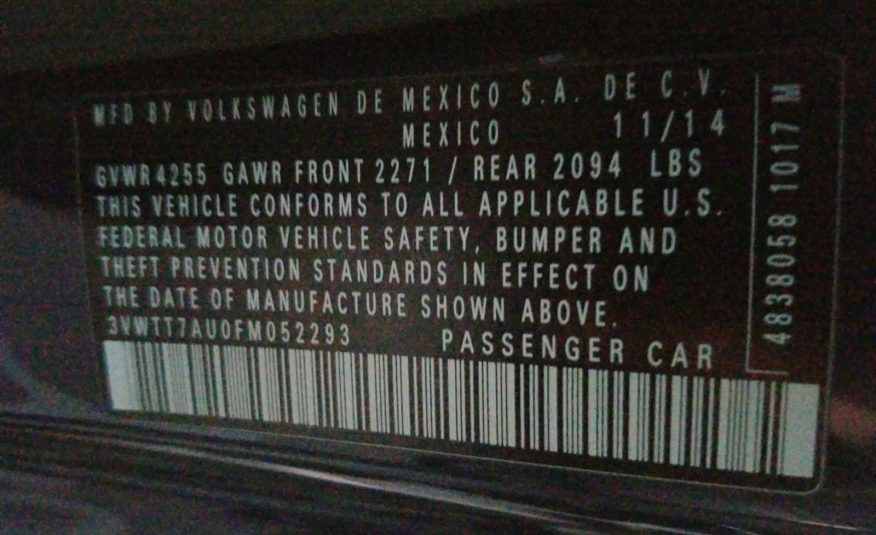 MFD BY VOLKSWAGEN DE MEXICO S.A. DE C.V.
MEXICO 11/14
GVWR4255 GAWR FRONT 2271 / REAR 2094 LBS
THIS VEHICLE CONFORMS TO ALL APPLICABLE U.S.
FEDERAL MOTOR VEHICLE SAFETY, BUMPER AND
THEFT PREVENTION STANDARDS IN EFFECT ON
THE DATE OF MANUFACTURE SHOWN ABOVE.
3VWTT7AU0FM052293 PASSENGER CAR
4838058 1017 M